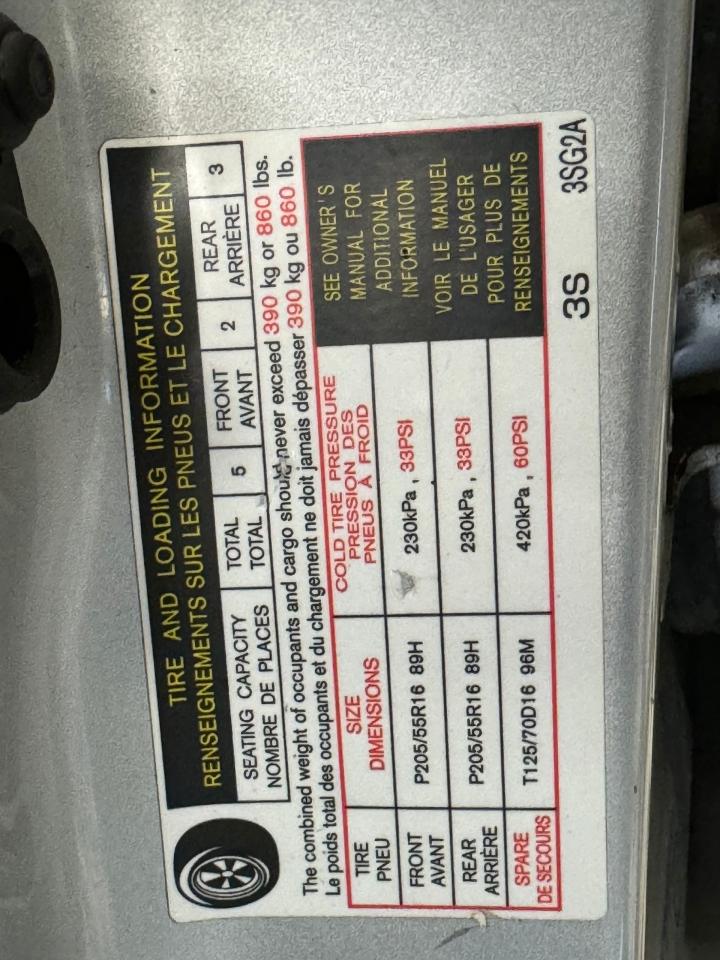 TIRE AND LOADING INFORMATION
RENSEIGNEMENTS SUR LES PNEUS ET LE CHARGEMENT
SEATING CAPACITY
NOMBRE DE PLACES
TOTAL
TOTAL
5
FRONT
AVANT
2
REAR
ARRIÈRE
3
The combined weight of occupants and cargo should never exceed 390 kg or 860 lbs.
Le poids total des occupants et du chargement ne doit jamais dépasser 390 kg ou 860 lb.
TIRE
PNEU
SIZE
DIMENSIONS
COLD TIRE PRESSURE
PRESSION DES
PNEUS À FROID
FRONT
AVANT
P205/55R16 89H
230kPa , 33PSI
REAR
ARRIÈRE
P205/55R16 89H
230kPa , 33PSI
SPARE
DE SECOURS
T125/70D16 96M
420kPa , 60PSI
SEE OWNER'S
MANUAL FOR
ADDITIONAL
INFORMATION
VOIR LE MANUEL
DE L'USAGER
POUR PLUS DE
RENSEIGNEMENTS
3S 3SG2A